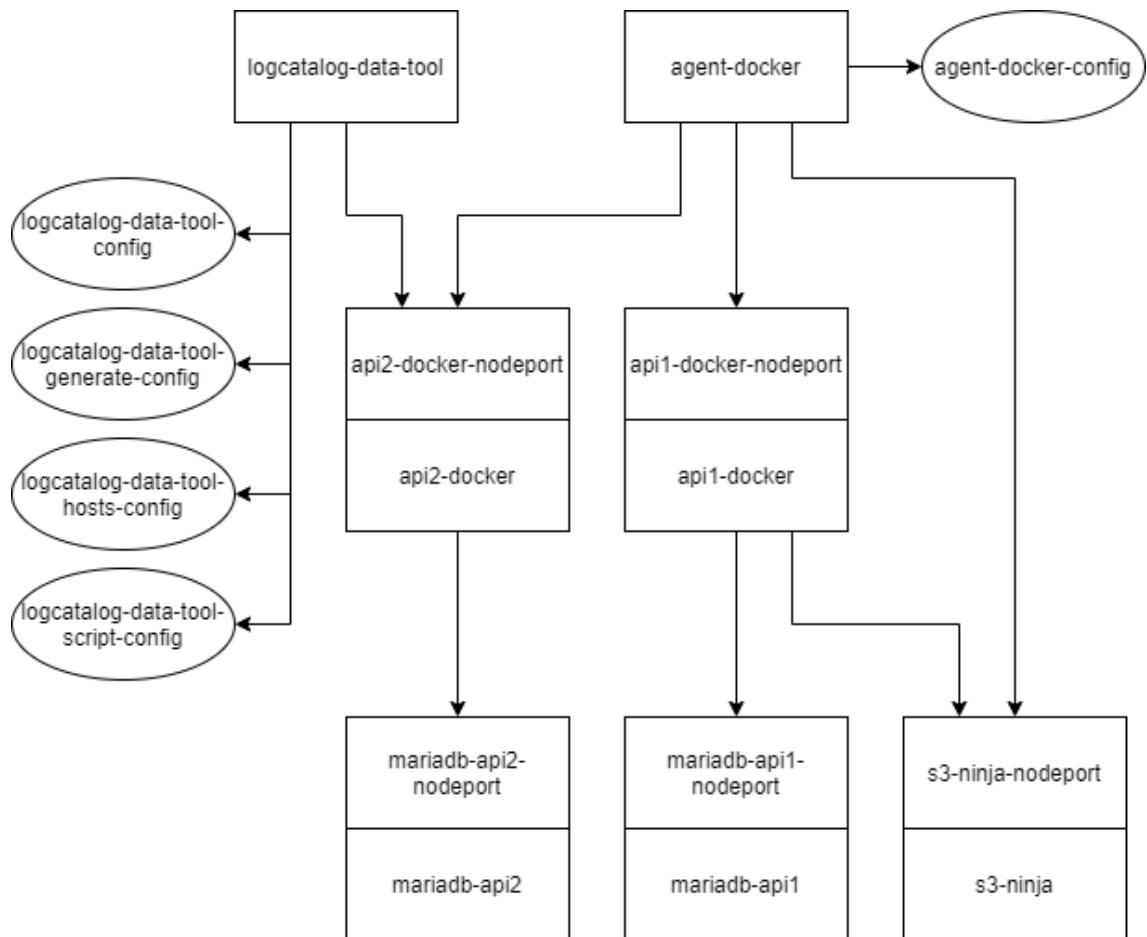 logcatalog-data-tool
agent-docker
agent-docker-config
logcatalog-data-tool-
config
logcatalog-data-tool-
generate-config
logcatalog-data-tool-
hosts-config
logcatalog-data-tool-
script-config
api2-docker-nodeport
api2-docker
api1-docker-nodeport
api1-docker
mariadb-api2-
nodeport
mariadb-api2
mariadb-api1-
nodeport
mariadb-api1
s3-ninja-nodeport
s3-ninja